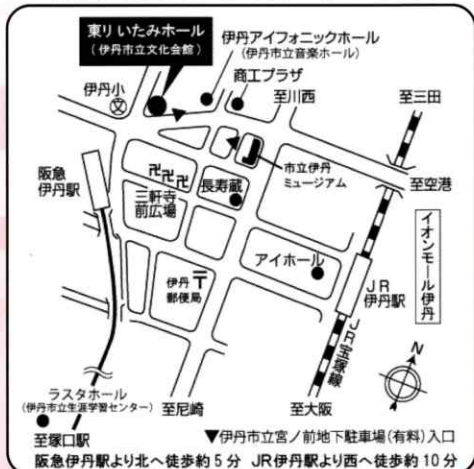 東リ いたみホール
(伊丹市立文化会館)
伊丹アイフォニックホール
(伊丹市立音楽ホール)
商工プラザ
伊丹小
文
至川西
至三田
阪急
伊丹駅
卍卍卍
三軒寺
前広場
長寿蔵
市立伊丹
ミュージアム
至空港
イオンモール伊丹
アイホール
伊丹
郵便局
〒
JR
伊丹駅
JR宝塚線
N
ラスタホール
(伊丹市立生涯学習センター)
至塚口駅
至尼崎
至大阪
▼伊丹市立宮ノ前地下駐車場(有料)入口
阪急伊丹駅より北へ徒歩約5分 JR伊丹駅より西へ徒歩約10分